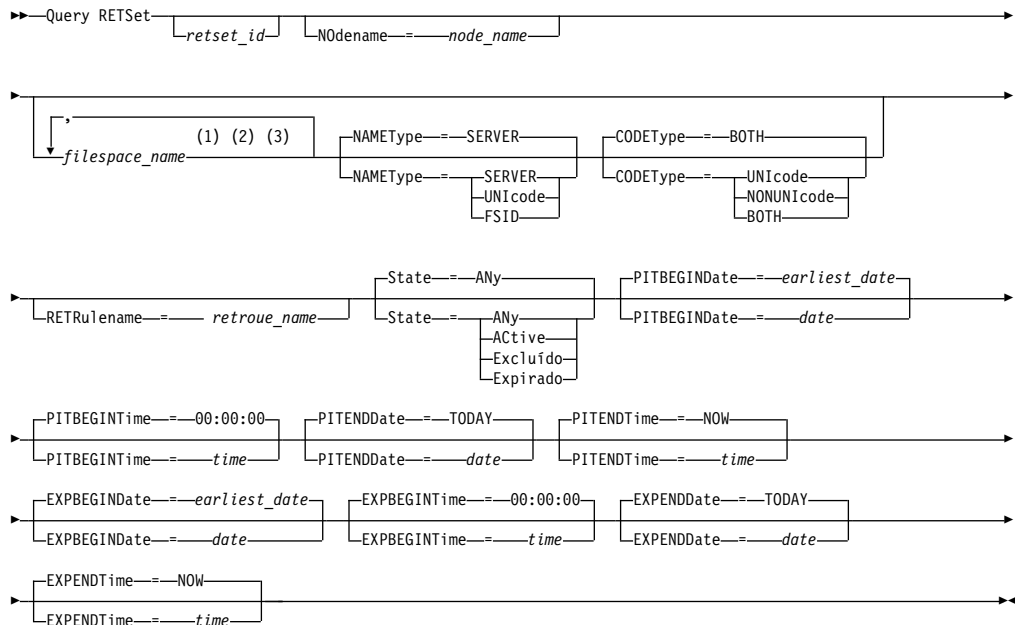 Query RETSet retset_id NOdename = node_name
,
filespace_name (1) (2) (3)
NAMEType = SERVER
NAMEType = SERVER
UNIcode
FSID
CODEType = BOTH
CODEType = UNIcode
NONUNIcode
BOTH
RETRulename = retroue_name
State = ANy
State = ANy
ACtive
Excluído
Expirado
PITBEGINDate = earliest_date
PITBEGINDate = date
PITBEGINTime = 00:00:00
PITBEGINTime = time
PITENDDate = TODAY
PITENDDate = date
PITENDTime = NOW
PITENDTime = time
EXPBEGINDate = earliest_date
EXPBEGINDate = date
EXPBEGINTime = 00:00:00
EXPBEGINTime = time
EXPENDDate = TODAY
EXPENDDate = date
EXPENDTime = NOW
EXPENDTime = time